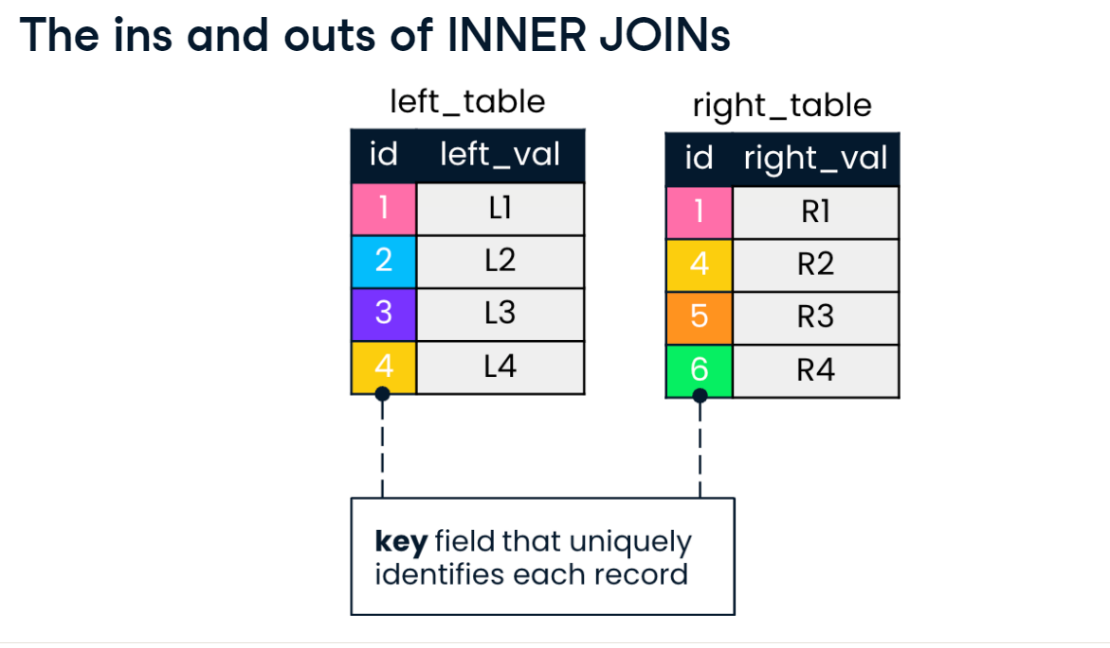 The ins and outs of INNER JOINs
left_table
id left_val
1 L1
2 L2
3 L3
4 L4
right_table
id right_val
1 R1
4 R2
5 R3
6 R4
key field that uniquely
identifies each record